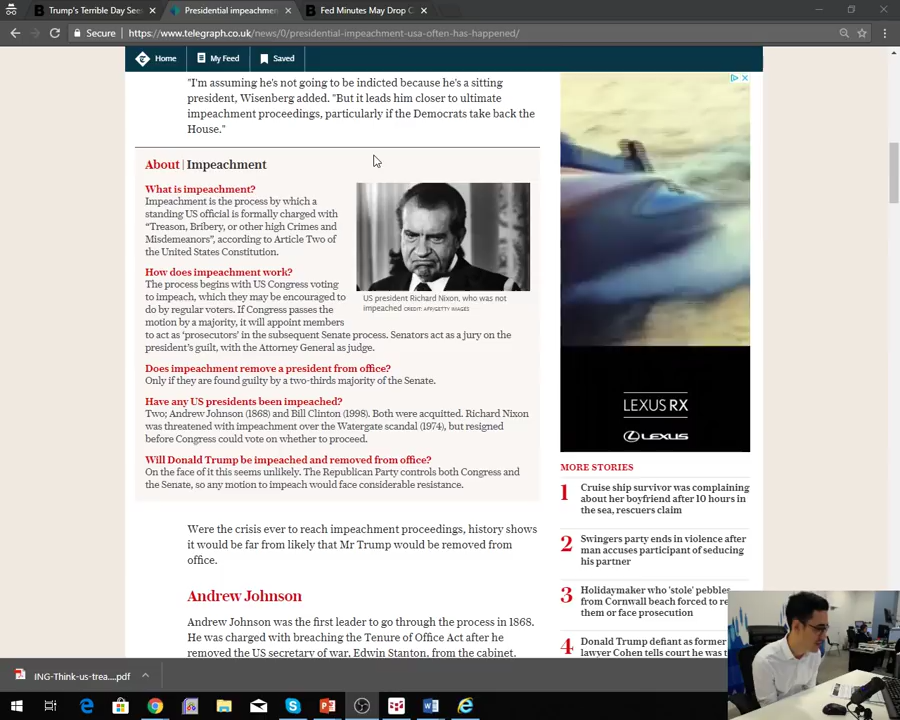 Trump's Terrible Day See
Presidential impeachmen
Fed Minutes May Drop C
Secure
https://www.telegraph.co.uk/news/0/presidential-impeachment-usa-often-has-happened/
Home
My Feed
Saved
"I'm assuming he's not going to be indicted because he's a sitting
president, Wisenberg added. "But it leads him closer to ultimate
impeachment proceedings, particularly if the Democrats take back the
House."
About | Impeachment
What is impeachment?
Impeachment is the process by which a
standing US official is formally charged with
“Treason, Bribery, or other high Crimes and
Misdemeanors”, according to Article Two of
the United States Constitution.
How does impeachment work?
The process begins with US Congress voting
to impeach, which they may be encouraged to
do by regular voters. If Congress passes the
motion by a majority, it will appoint members
to act as ‘prosecutors’ in the subsequent Senate process. Senators act as a jury on the
president’s guilt, with the Attorney General as judge.
US president Richard Nixon, who was not
impeached CREDIT: AFP/GETTY IMAGES
Does impeachment remove a president from office?
Only if they are found guilty by a two-thirds majority of the Senate.
Have any US presidents been impeached?
Two; Andrew Johnson (1868) and Bill Clinton (1998). Both were acquitted. Richard Nixon
was threatened with impeachment over the Watergate scandal (1974), but resigned
before Congress could vote on whether to proceed.
Will Donald Trump be impeached and removed from office?
On the face of it this seems unlikely. The Republican Party controls both Congress and
the Senate, so any motion to impeach would face considerable resistance.
Were the crisis ever to reach impeachment proceedings, history shows
it would be far from likely that Mr Trump would be removed from
office.
Andrew Johnson
Andrew Johnson was the first leader to go through the process in 1868.
He was charged with breaching the Tenure of Office Act after he
removed the US secretary of war, Edwin Stanton, from the cabinet.
LEXUS RX
LEXUS
MORE STORIES
1 Cruise ship survivor was complaining
about her boyfriend after 10 hours in
the sea, rescuers claim
2 Swingers party ends in violence after
man accuses participant of seducing
his partner
3 Holidaymaker who 'stole' pebbles
from Cornwall beach forced to re
them or face prosecution
4 Donald Trump defiant as former
lawyer Cohen tells court he was t
ING-Think-us-trea....pdf